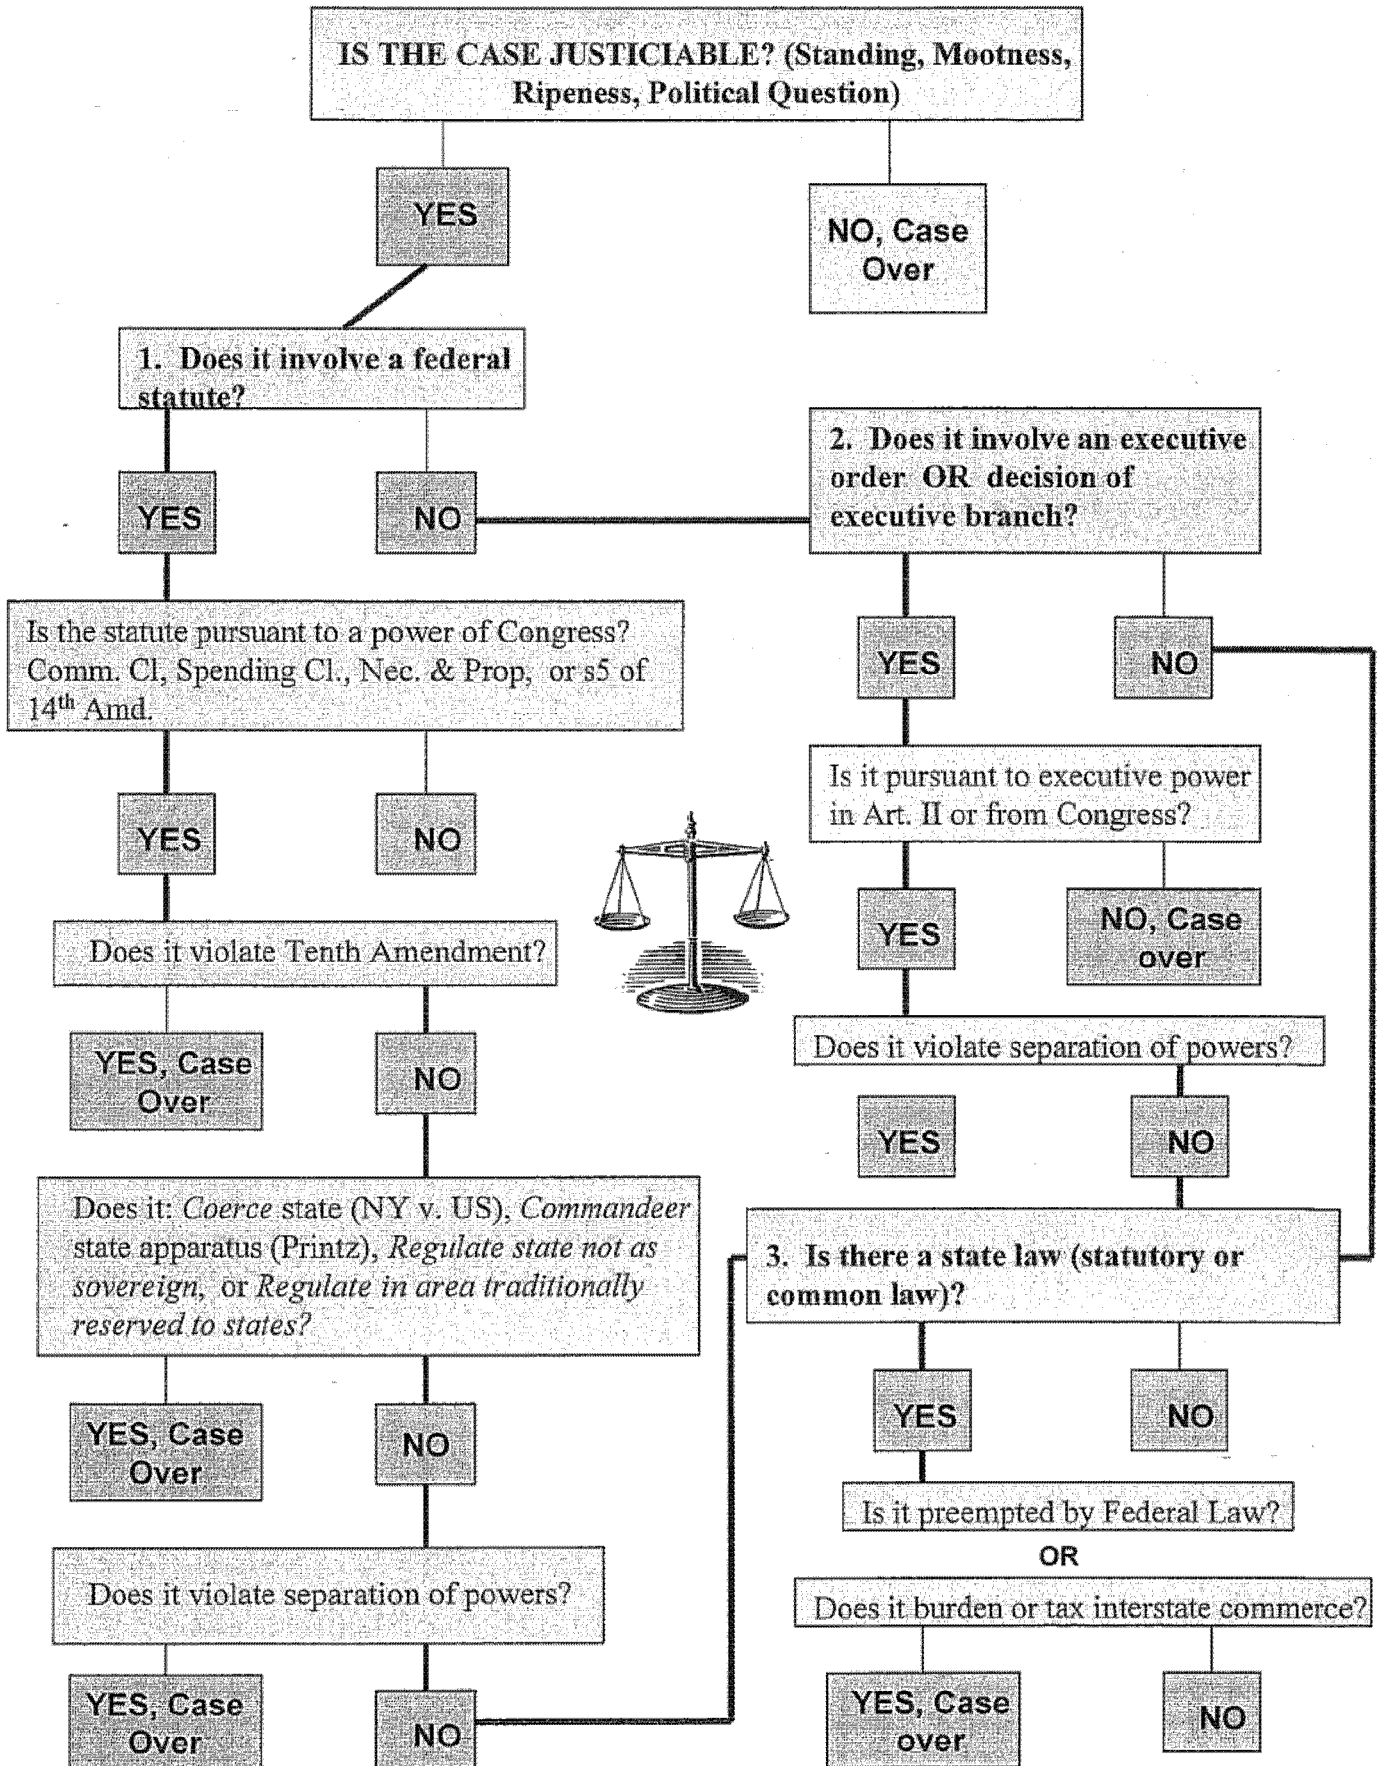 IS THE CASE JUSTICIABLE? (Standing, Mootness,
Ripeness, Political Question)
YES
NO, Case
Over
1. Does it involve a federal
statute?
YES
NO
Is the statute pursuant to a power of Congress?
Comm. Cl, Spending Cl., Nec. & Prop, or s5 of
14th Amd.
YES
NO
Does it violate Tenth Amendment?
YES, Case
Over
NO
Does it: Coerce state (NY v. US), Commandeer
state apparatus (Printz), Regulate state not as
sovereign, or Regulate in area traditionally
reserved to states?
YES, Case
Over
NO
Does it violate separation of powers?
YES, Case
Over
NO
2. Does it involve an executive
order OR decision of
executive branch?
YES
NO
Is it pursuant to executive power
in Art. II or from Congress?
YES
NO, Case
over
Does it violate separation of powers?
YES
NO
3. Is there a state law (statutory or
common law)?
YES
NO
Is it preempted by Federal Law?
OR
Does it burden or tax interstate commerce?
YES, Case
over
NO